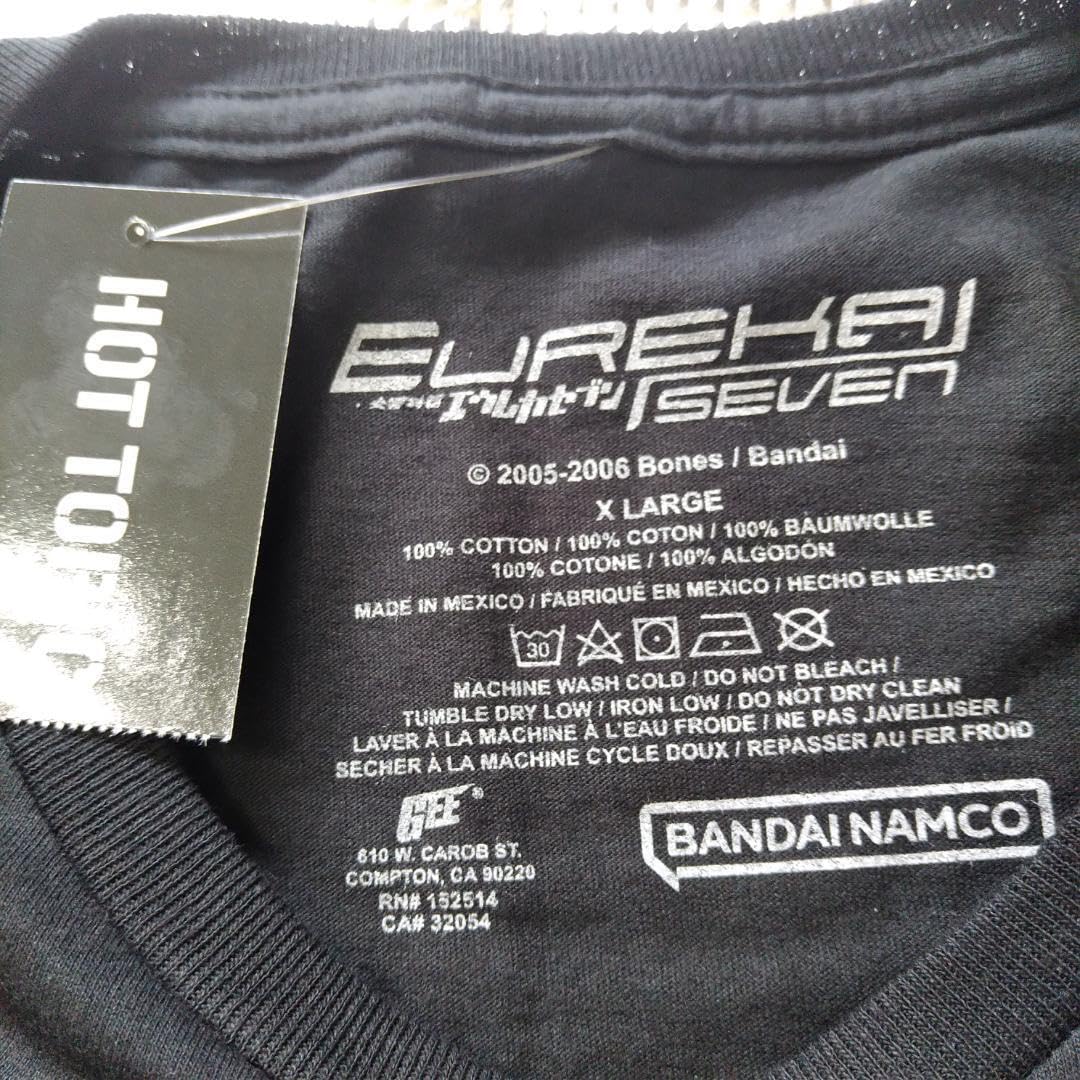 HOT TOPIC
EUREKA
SEVEN
エウレカセブン
© 2005-2006 Bones / Bandai
X LARGE
100% COTTON / 100% COTON / 100% BAUMWOLLE
100% COTONE / 100% ALGODÓN
MADE IN MEXICO / FABRIQUÉ EN MEXICO / HECHO EN MEXICO
30
MACHINE WASH COLD / DO NOT BLEACH /
TUMBLE DRY LOW / IRON LOW / DO NOT DRY CLEAN
LAVER À LA MACHINE À L'EAU FROIDE / NE PAS JAVELLISER /
SECHER À LA MACHINE CYCLE DOUX / REPASSER AU FER FROID
GEE®
610 W. CAROB ST.
COMPTON, CA 90220
RN# 152514
CA# 32054
BANDAI NAMCO